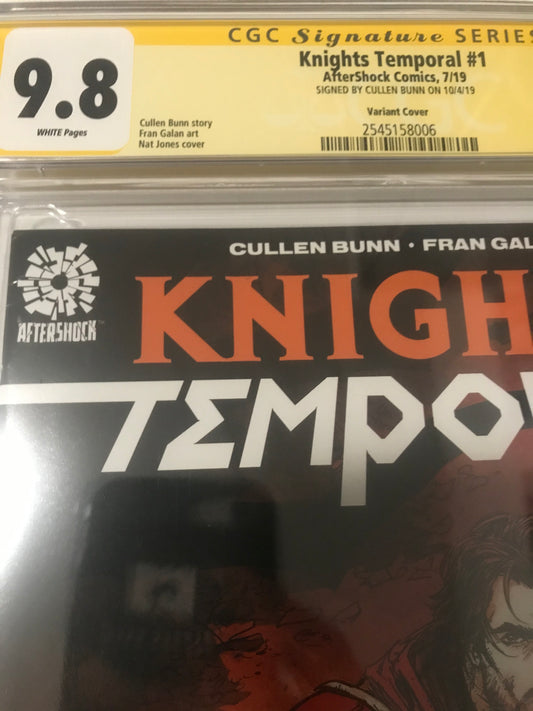 CGC Signature SERIES
9.8
WHITE Pages
Knights Temporal #1
AfterShock Comics, 7/19
SIGNED BY CULLEN BUNN ON 10/4/19
Variant Cover
Cullen Bunn story
Fran Galan art
Nat Jones cover
2545158006
CULLEN BUNN • FRAN GAL
AFTERSHOCK
KNIGH
TEMPO